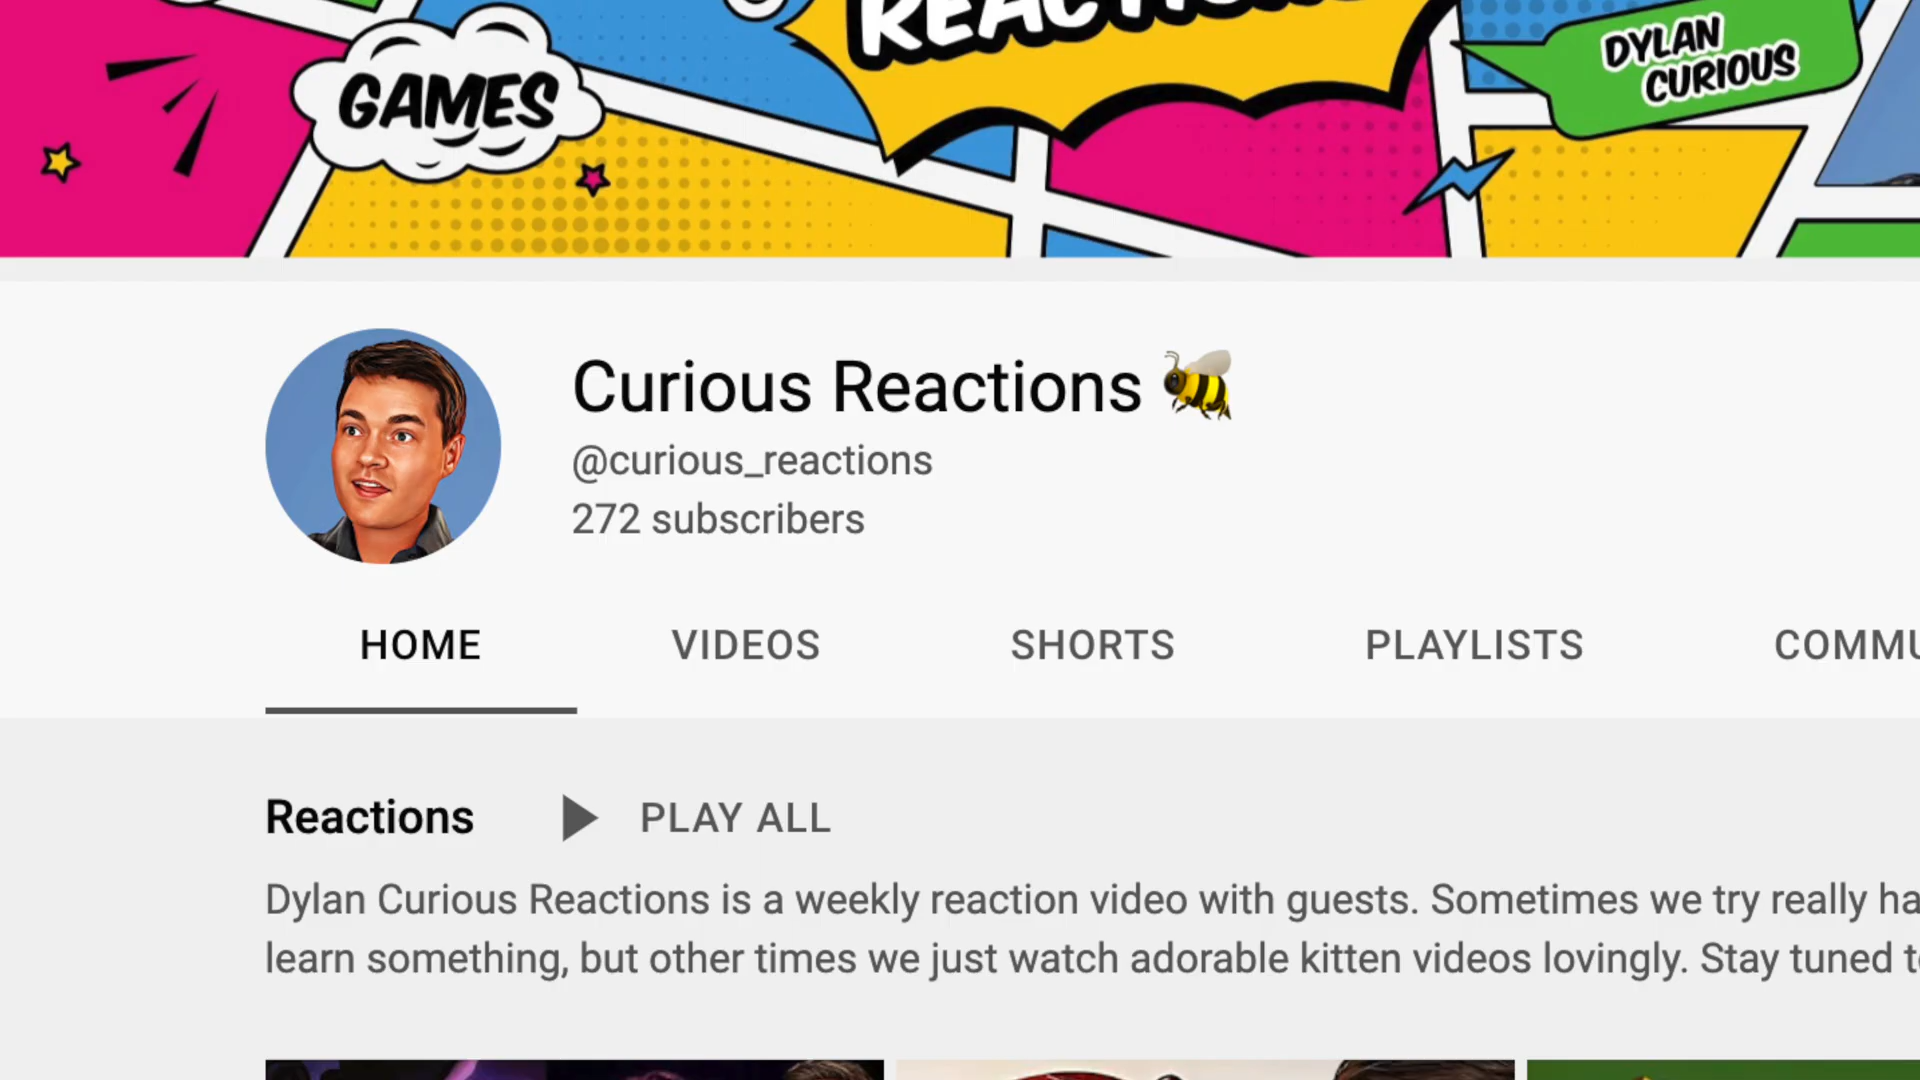 GAMES
DYLAN
CURIOUS
Curious Reactions
@curious_reactions
272 subscribers
HOME VIDEOS SHORTS PLAYLISTS
Reactions PLAY ALL
Dylan Curious Reactions is a weekly reaction video with guests. Sometimes we try really
learn something, but other times we just watch adorable kitten videos lovingly. Stay tuned